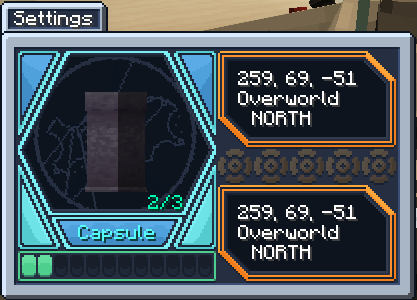 Settings
259, 69, -51
Overworld
NORTH
2/3
Capsule
259, 69, -51
Overworld
NORTH